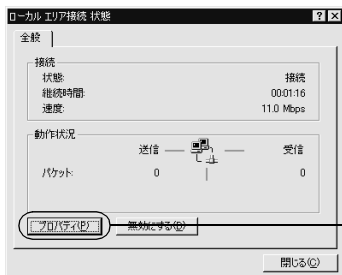 ローカル エリア接続 状態
全般
接続
状態: 接続
継続時間: 00:01:16
速度: 11.0 Mbps
動作状況
送信 受信
パケット: 0 0
プロパティ(P) 無効にする(D)
閉じる(C)